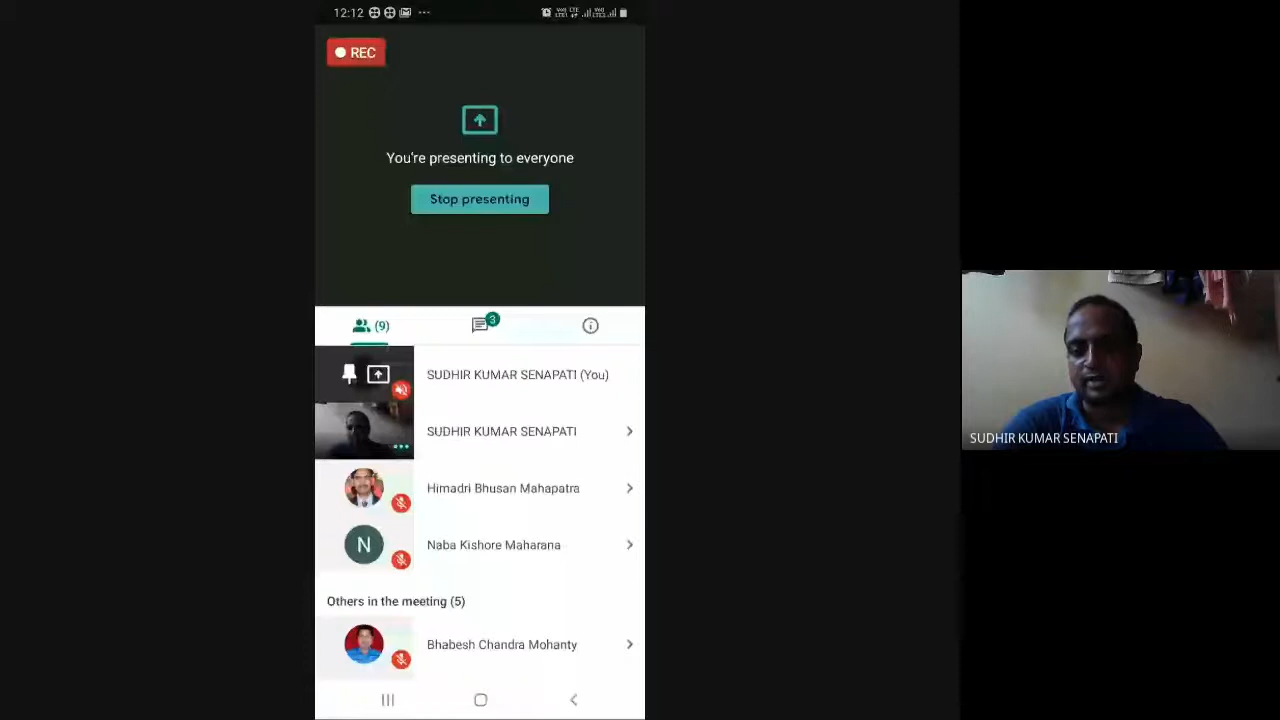 12:12
REC
You're presenting to everyone
Stop presenting
(9)
3
SUDHIR KUMAR SENAPATI (You)
SUDHIR KUMAR SENAPATI
Himadri Bhusan Mahapatra
N
Naba Kishore Maharana
Others in the meeting (5)
Bhabesh Chandra Mohanty
SUDHIR KUMAR SENAPATI